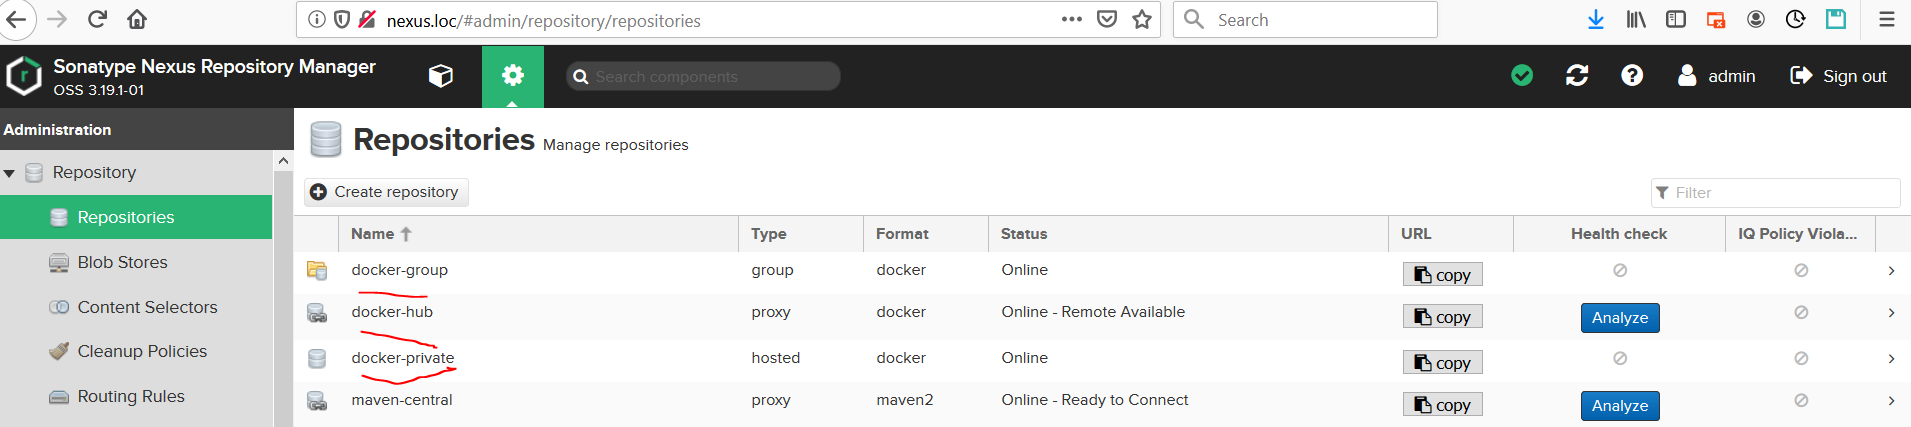 nexus.loc/#admin/repository/repositories
Search
Sonatype Nexus Repository Manager
OSS 3.19.1-01
Search components
admin
Sign out
Administration
Repository
Repositories
Blob Stores
Content Selectors
Cleanup Policies
Routing Rules
Repositories Manage repositories
Create repository
Filter
Name Type Format Status URL Health check IQ Policy Viola...
docker-group group docker Online copy
docker-hub proxy docker Online - Remote Available copy Analyze
docker-private hosted docker Online copy
maven-central proxy maven2 Online - Ready to Connect copy Analyze